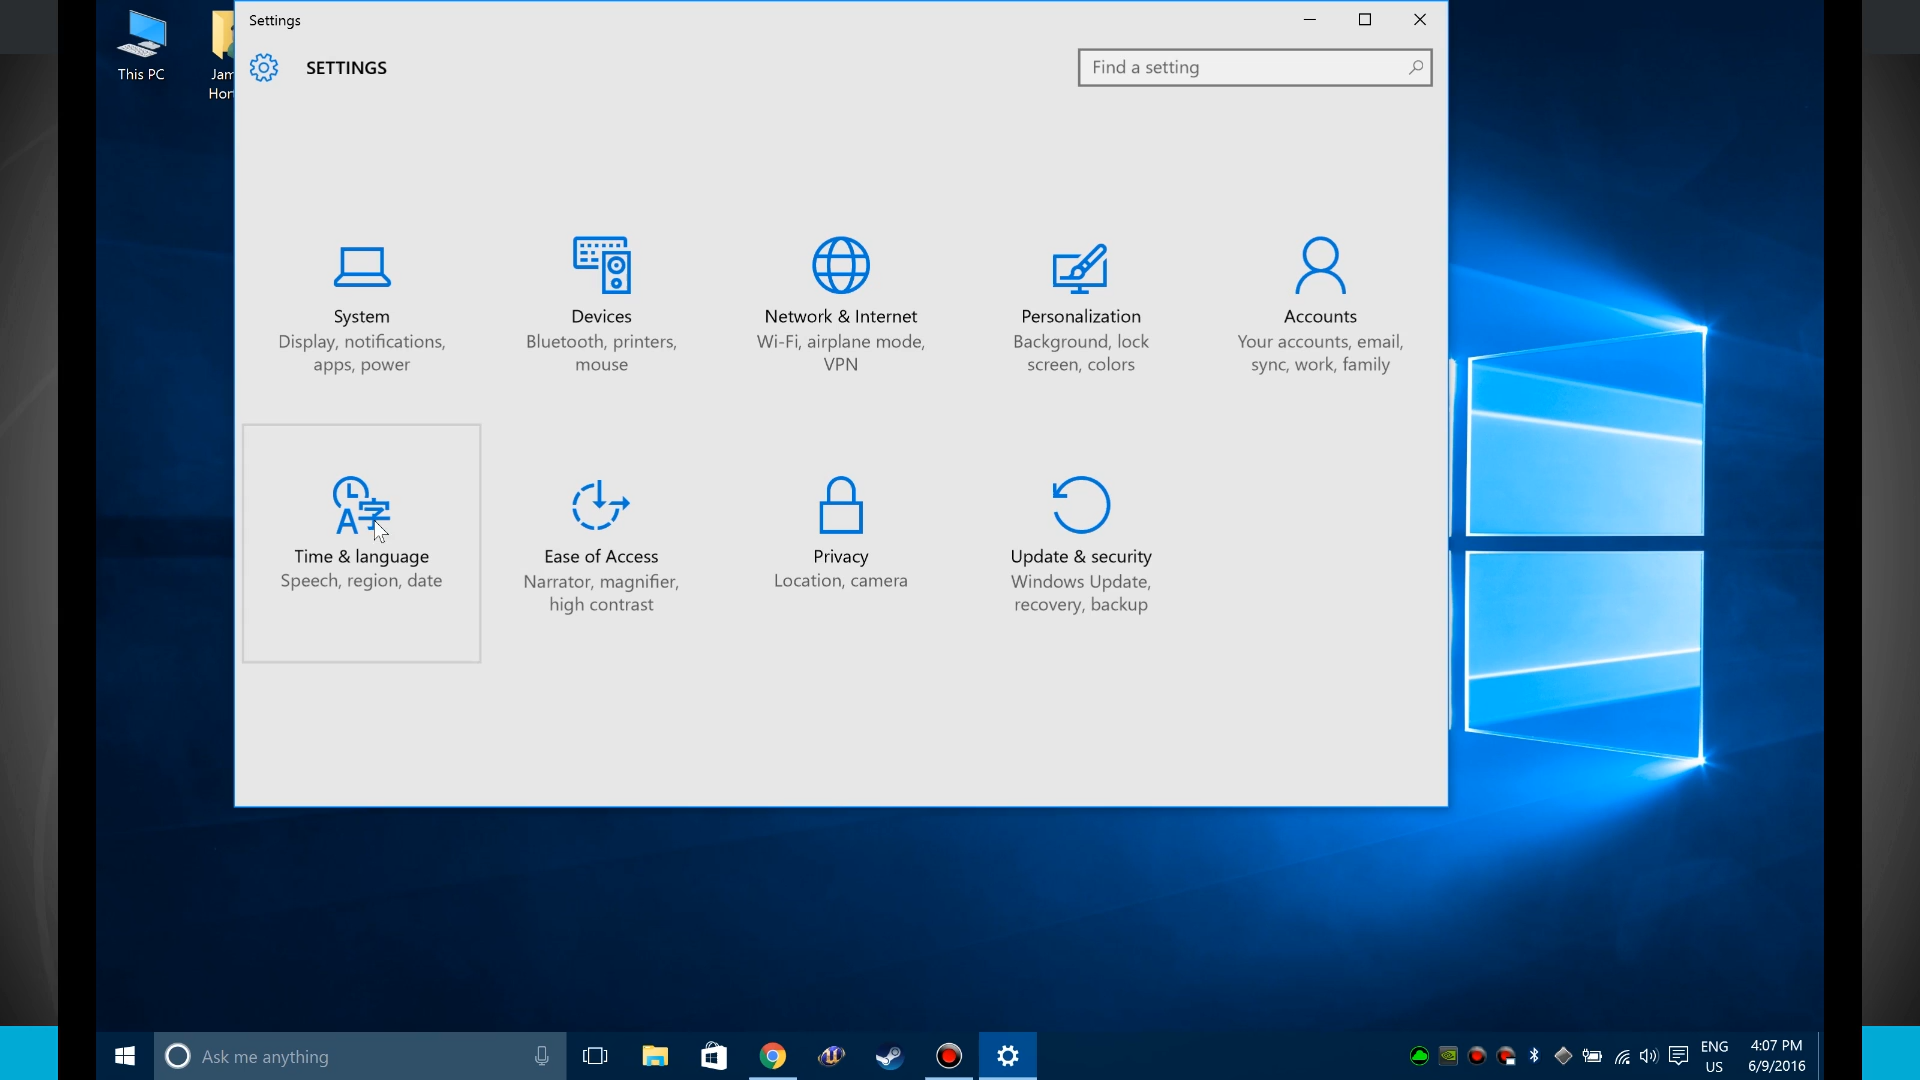 Settings
SETTINGS
Find a setting
This PC
Jam
Hor
System
Display, notifications,
apps, power
Devices
Bluetooth, printers,
mouse
Network & Internet
Wi-Fi, airplane mode,
VPN
Personalization
Background, lock
screen, colors
Accounts
Your accounts, email,
sync, work, family
Time & language
Speech, region, date
Ease of Access
Narrator, magnifier,
high contrast
Privacy
Location, camera
Update & security
Windows Update,
recovery, backup
Ask me anything
ENG
US
4:07 PM
6/9/2016